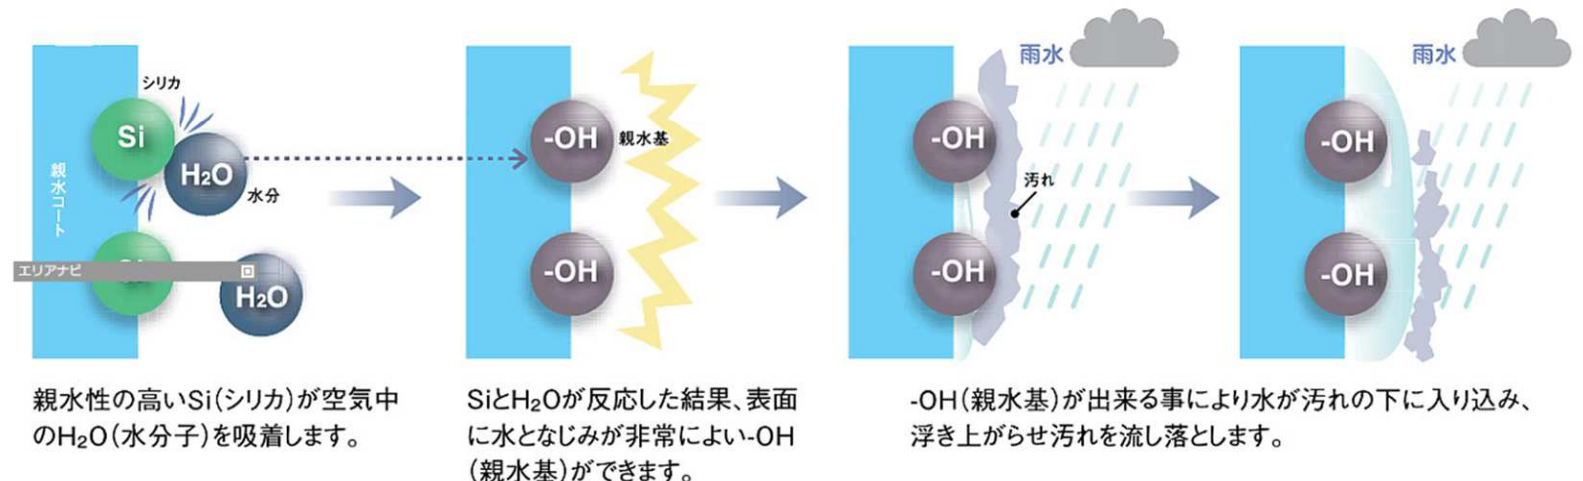 シリカ
Si
H₂O
水分
親水コート
エリアナビ
H₂O
親水性の高いSi(シリカ)が空気中
のH₂O(水分子)を吸着します。
-OH
親水基
-OH
SiとH₂Oが反応した結果、表面
に水となじみが非常によい-OH
(親水基)ができます。
雨水
-OH
汚れ
-OH
雨水
-OH
-OH
-OH(親水基)が出来る事により水が汚れの下に入り込み、
浮き上がらせ汚れを流し落とします。